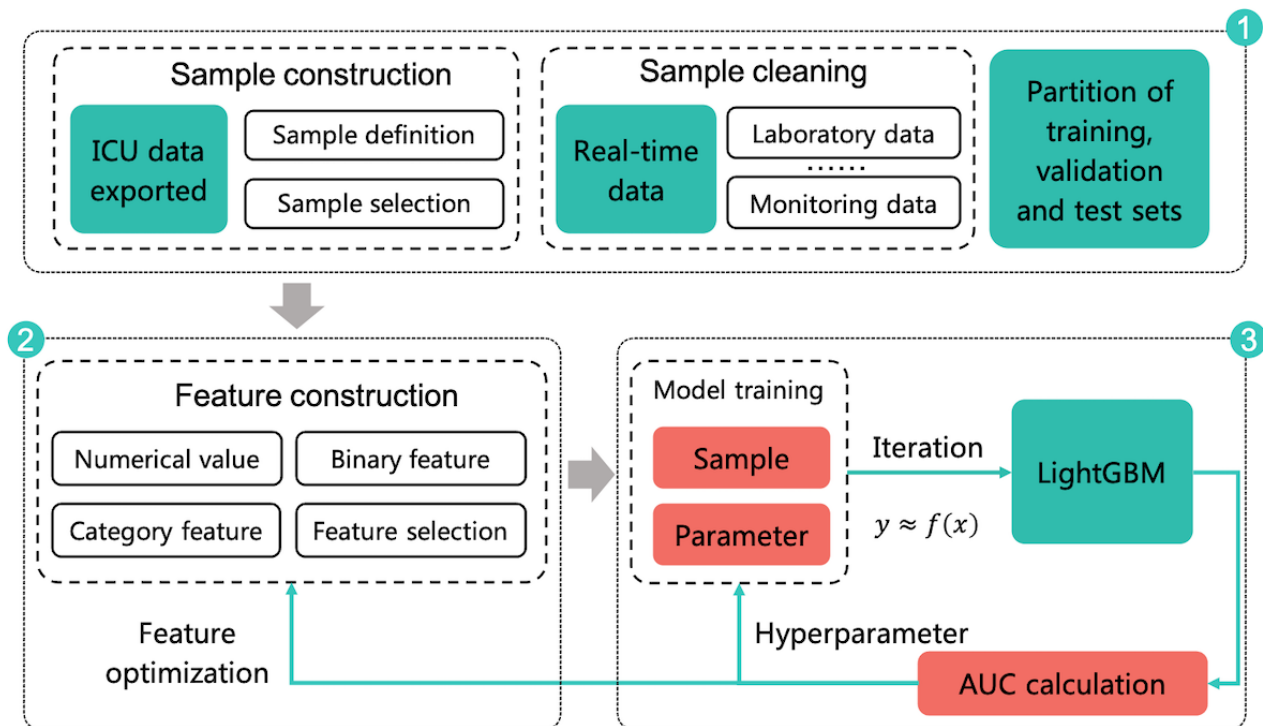 1
Sample construction
ICU data
exported
Sample definition
Sample selection
Sample cleaning
Real-time
data
Laboratory data
......
Monitoring data
Partition of
training,
validation
and test sets
2
Feature construction
Numerical value
Binary feature
Category feature
Feature selection
Feature
optimization
3
Model training
Sample
Parameter
Iteration
y ≈ f(x)
LightGBM
Hyperparameter
AUC calculation